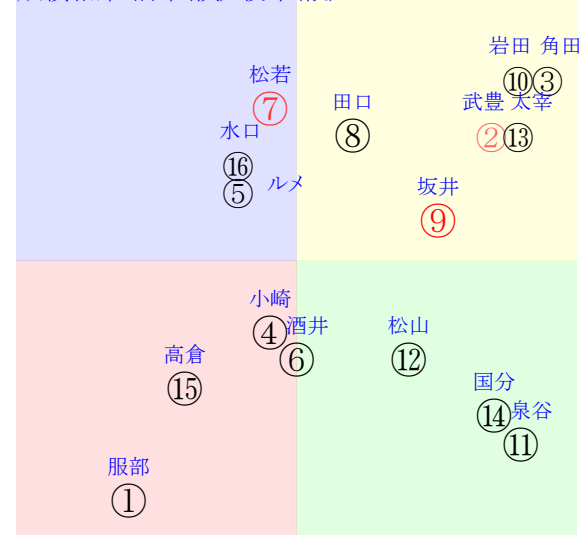 岩田 角田
松若
⑩③
田口
武豊 太宰
⑦
水口
⑧
②⑬
⑯
ルメ
坂井
⑤
⑨
小崎
酒井
松山
④
高倉
⑥
⑫
国分
⑮
⑭泉谷
⑪
服部
①